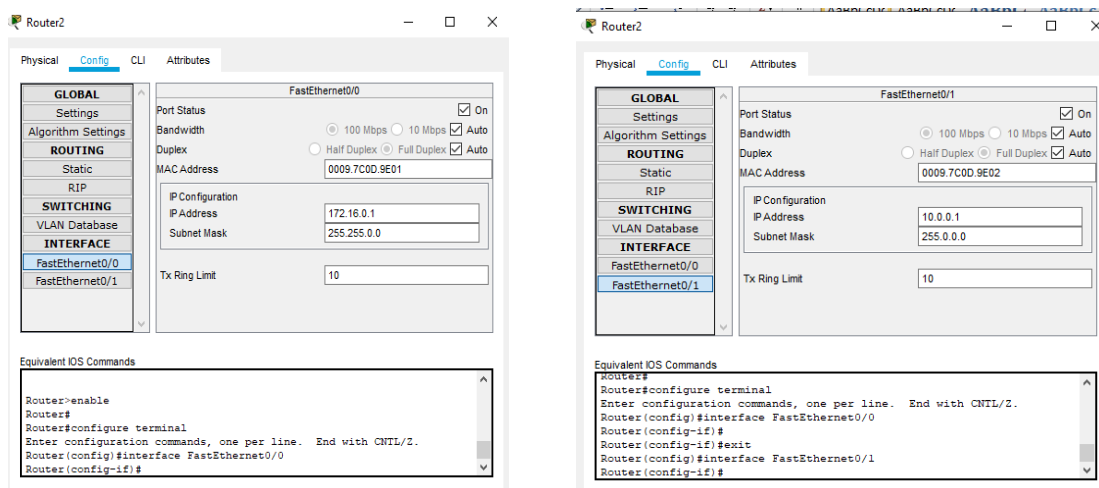 Router2
Physical Config CLI Attributes
GLOBAL
Settings
Algorithm Settings
ROUTING
Static
RIP
SWITCHING
VLAN Database
INTERFACE
FastEthernet0/0
FastEthernet0/1
FastEthernet0/0
Port Status On
Bandwidth 100 Mbps 10 Mbps Auto
Duplex Half Duplex Full Duplex Auto
MAC Address 0009.7C0D.9E01
IP Configuration
IP Address 172.16.0.1
Subnet Mask 255.255.0.0
Tx Ring Limit 10
Equivalent IOS Commands
Router>enable
Router#
Router#configure terminal
Enter configuration commands, one per line. End with CNTL/Z.
Router(config)#interface FastEthernet0/0
Router(config-if)#
Router2
Physical Config CLI Attributes
GLOBAL
Settings
Algorithm Settings
ROUTING
Static
RIP
SWITCHING
VLAN Database
INTERFACE
FastEthernet0/0
FastEthernet0/1
FastEthernet0/1
Port Status On
Bandwidth 100 Mbps 10 Mbps Auto
Duplex Half Duplex Full Duplex Auto
MAC Address 0009.7C0D.9E02
IP Configuration
IP Address 10.0.0.1
Subnet Mask 255.0.0.0
Tx Ring Limit 10
Equivalent IOS Commands
Router#
Router#configure terminal
Enter configuration commands, one per line. End with CNTL/Z.
Router(config)#interface FastEthernet0/0
Router(config-if)#
Router(config-if)#exit
Router(config)#interface FastEthernet0/1
Router(config-if)#